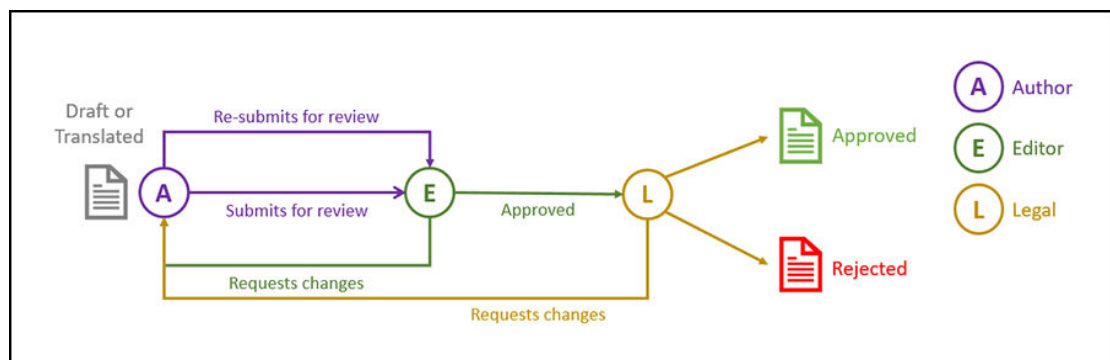 Draft or
Translated
Re-submits for review
A
E
L
Submits for review
Approved
Requests changes
Requests changes
Approved
Rejected
A Author
E Editor
L Legal